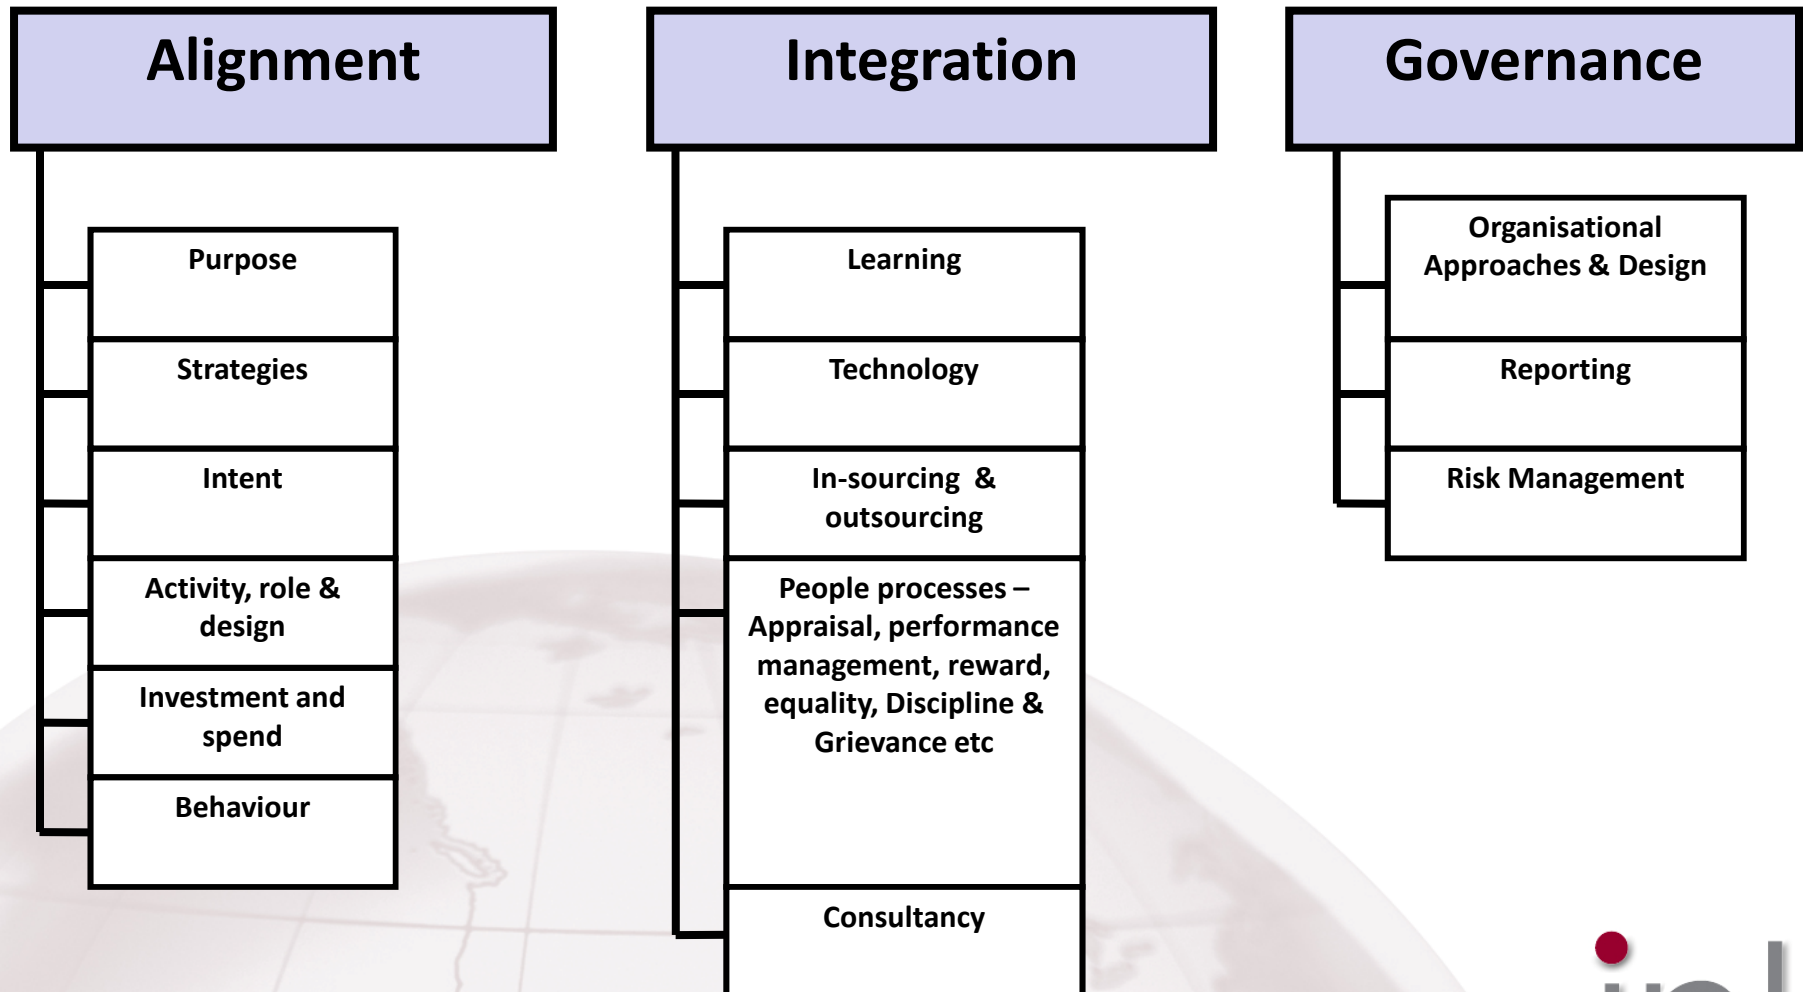 Alignment
Purpose
Strategies
Intent
Activity, role &
design
Investment and
spend
Behaviour
Integration
Learning
Technology
In-sourcing  &
outsourcing
People processes –
Appraisal, performance
management, reward,
equality, Discipline &
Grievance etc
Consultancy
Governance
Organisational
Approaches & Design
Reporting
Risk Management